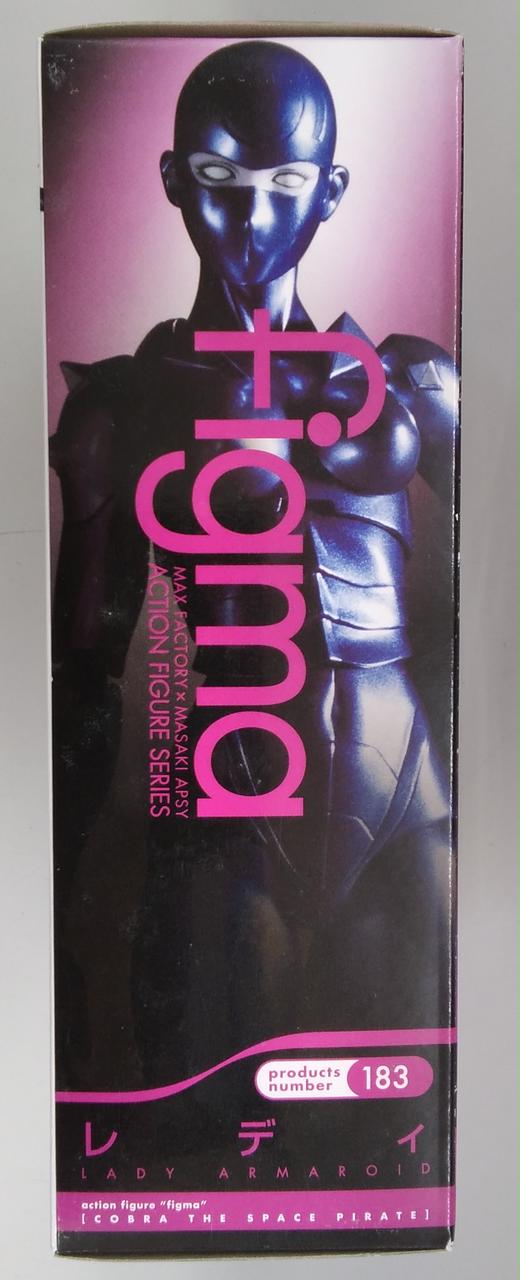 figma
MAX FACTORY × MASAKI APSY
ACTION FIGURE SERIES
products
number
183
レディ
LADY ARMAROID
action figure "figma"
[COBRA THE SPACE PIRATE]